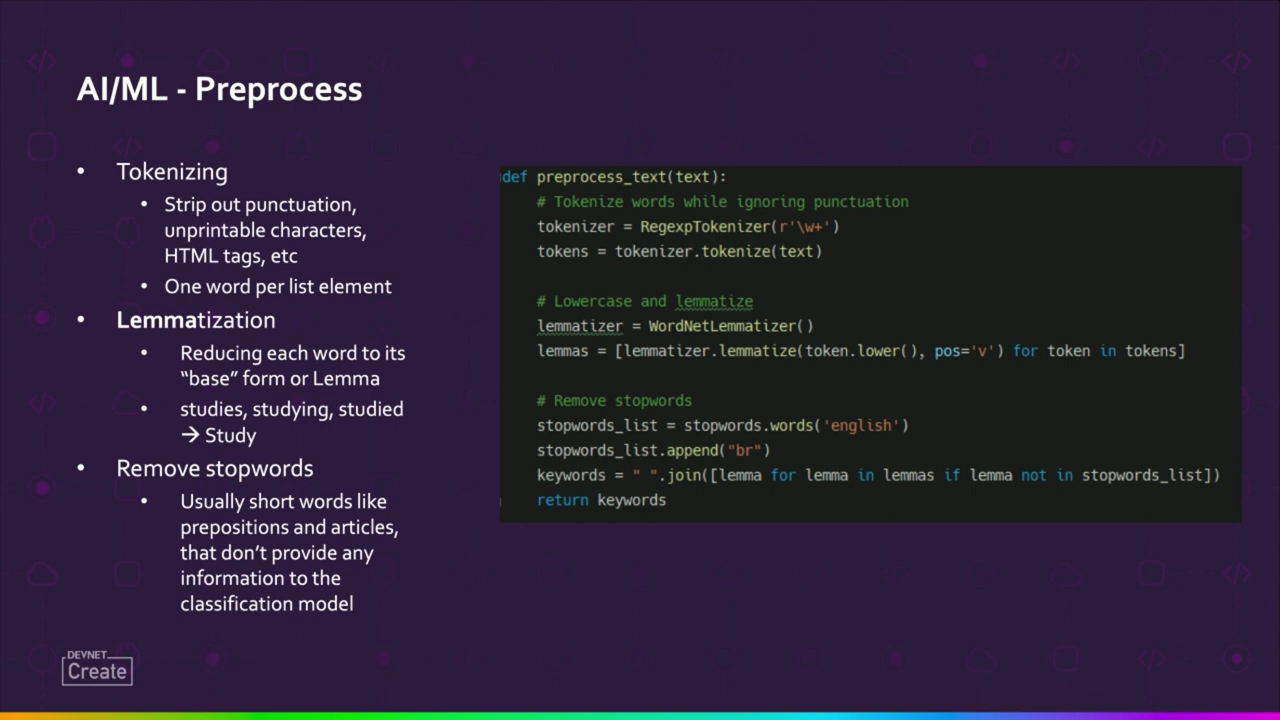 AI/ML - Preprocess
• Tokenizing
• Strip out punctuation,
unprintable characters,
HTML tags, etc
• One word per list element
• Lemmatization
• Reducing each word to its
“base” form or Lemma
• studies, studying, studied
→ Study
• Remove stopwords
• Usually short words like
prepositions and articles,
that don’t provide any
information to the
classification model
def preprocess_text(text):
    # Tokenize words while ignoring punctuation
    tokenizer = RegexpTokenizer(r'\w+')
    tokens = tokenizer.tokenize(text)
    # Lowercase and lemmatize
    lemmatizer = WordNetLemmatizer()
    lemmas = [lemmatizer.lemmatize(token.lower(), pos='v') for token in tokens]
    # Remove stopwords
    stopwords_list = stopwords.words('english')
    stopwords_list.append("br")
    keywords = " ".join([lemma for lemma in lemmas if lemma not in stopwords_list])
    return keywords
DEVNET
Create